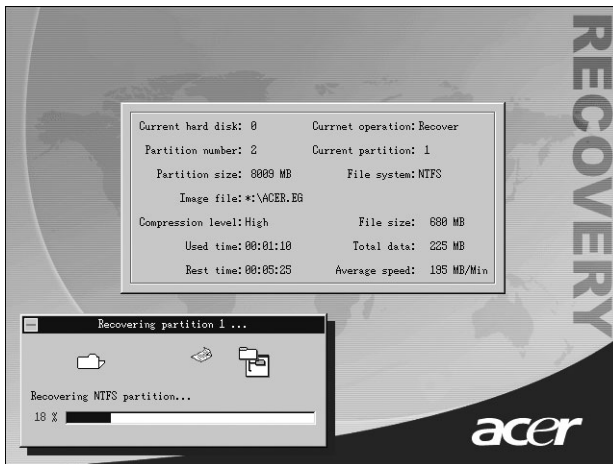 RECOVERY
Current hard disk: 0 Currnet operation: Recover
Partition number: 2 Current partition: 1
Partition size: 8009 MB File system: NTFS
Image file: *:\ACER.EG
Compression level: High File size: 680 MB
Used time: 00:01:10 Total data: 225 MB
Rest time: 00:05:25 Average speed: 195 MB/Min
Recovering partition 1 ...
Recovering NTFS partition...
18 %
acer